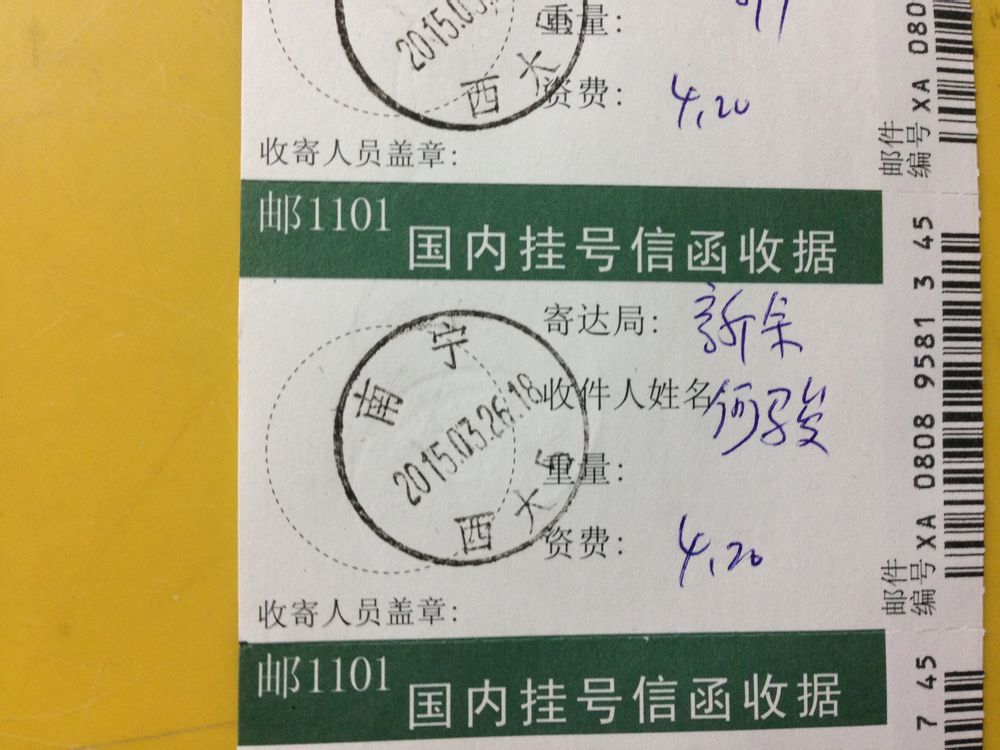 重量:
资费: 4.20
2015.03.
西大
收寄人员盖章:
邮件
编号 XA 080
邮1101
国内挂号信函收据
寄达局: 新余
收件人姓名 何骏
重量:
资费: 4.20
南宁
2015.03.26.18
西大
收寄人员盖章:
邮件
编号 XA 0808 9581 3 45
邮1101
国内挂号信函收据
7 45